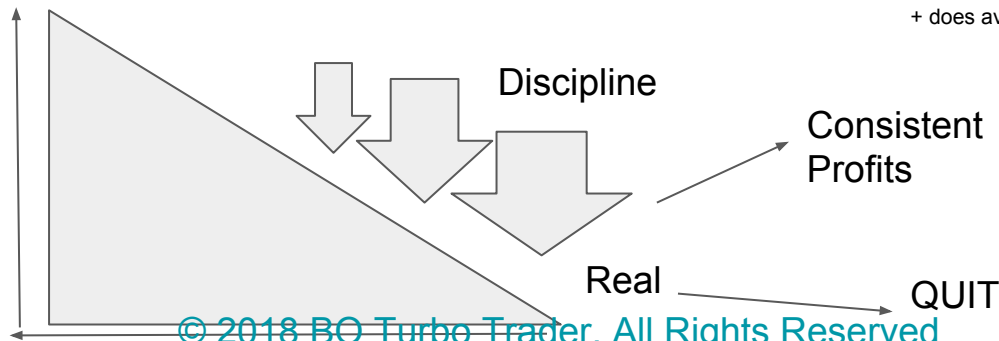 + does av
Discipline
Consistent
Profits
Real
QUIT
© 2018 BO Turbo Trader. All Rights Reserved